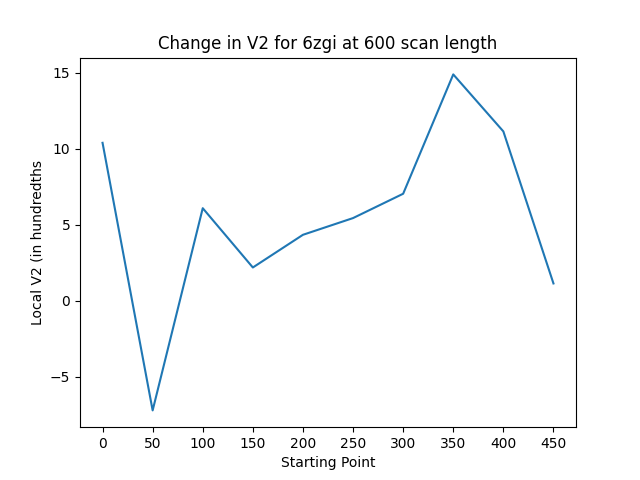 Change in V2 for 6zgi at 600 scan length
Local V2 (in hundredths
15
10
5
0
−5
0 50 100 150 200 250 300 350 400 450
Starting Point